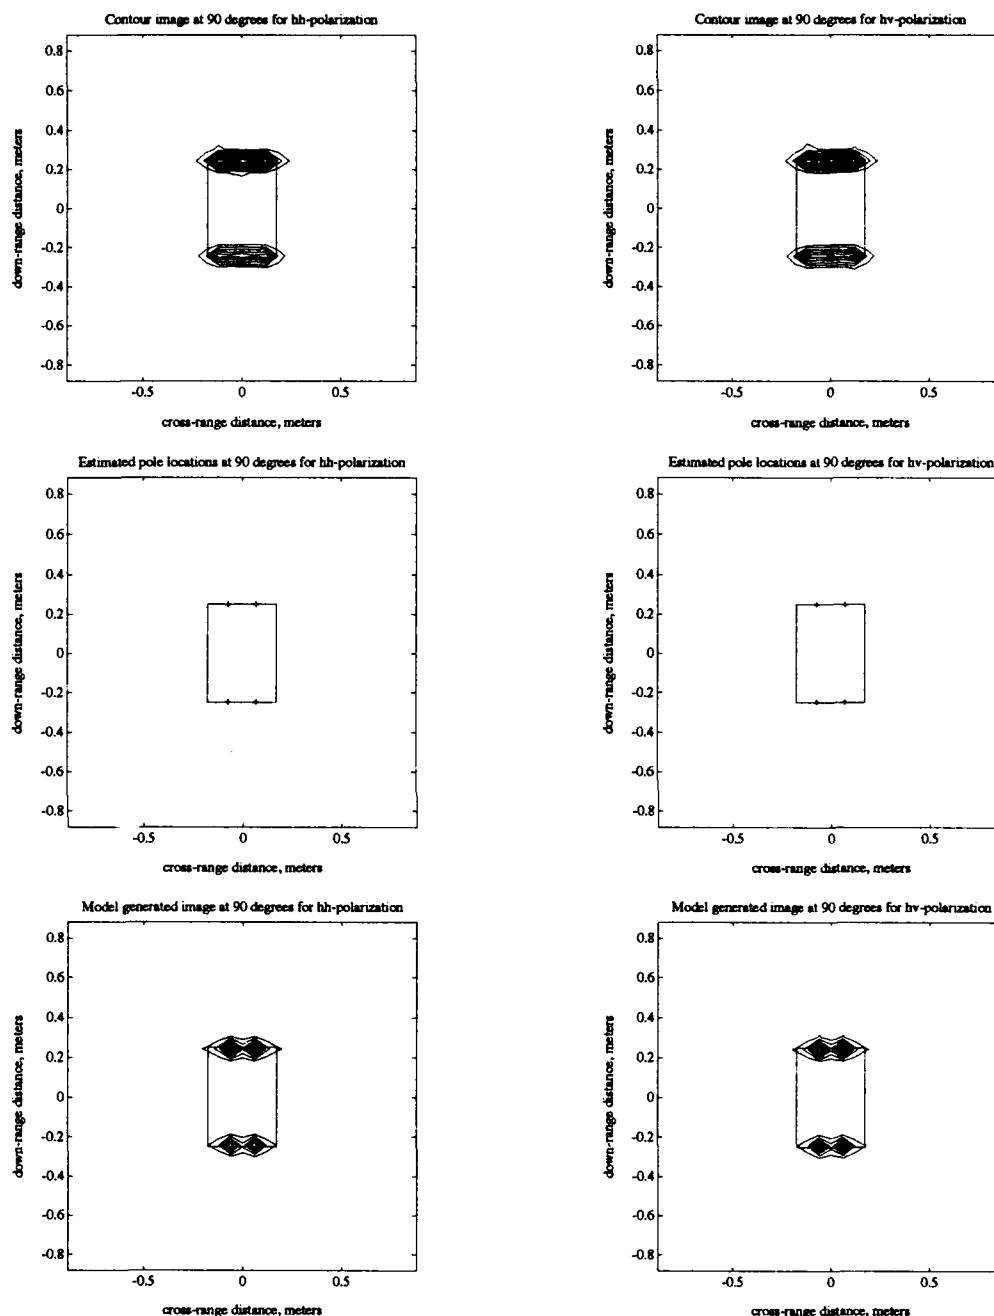 Contour image at 90 degrees for hh-polarization
0.8
0.6
0.4
0.2
0
-0.2
-0.4
-0.6
-0.8
down-range distance, meters
-0.5 0 0.5
cross-range distance, meters
Contour image at 90 degrees for hv-polarization
0.8
0.6
0.4
0.2
0
-0.2
-0.4
-0.6
-0.8
down-range distance, meters
-0.5 0 0.5
cross-range distance, meters
Estimated pole locations at 90 degrees for hh-polarization
0.8
0.6
0.4
0.2
0
-0.2
-0.4
-0.6
-0.8
down-range distance, meters
-0.5 0 0.5
cross-range distance, meters
Estimated pole locations at 90 degrees for hv-polarization
0.8
0.6
0.4
0.2
0
-0.2
-0.4
-0.6
-0.8
down-range distance, meters
-0.5 0 0.5
cross-range distance, meters
Model generated image at 90 degrees for hh-polarization
0.8
0.6
0.4
0.2
0
-0.2
-0.4
-0.6
-0.8
down-range distance, meters
-0.5 0 0.5
cross-range distance, meters
Model generated image at 90 degrees for hv-polarization
0.8
0.6
0.4
0.2
0
-0.2
-0.4
-0.6
-0.8
down-range distance, meters
-0.5 0 0.5
cross-range distance, meters